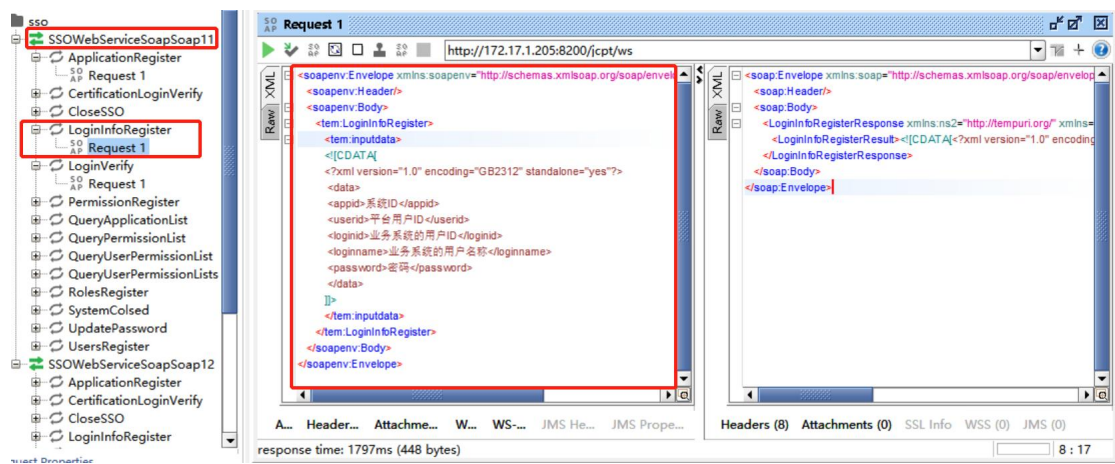 sso
SSOWebServiceSoapSoap11
ApplicationRegister
SOAP Request 1
CertificationLoginVerify
CloseSSO
LoginInfoRegister
SOAP Request 1
LoginVerify
SOAP Request 1
PermissionRegister
QueryApplicationList
QueryPermissionList
QueryUserPermissionList
QueryUserPermissionLists
RolesRegister
SystemColsed
UpdatePassword
UsersRegister
SSOWebServiceSoapSoap12
ApplicationRegister
CertificationLoginVerify
CloseSSO
LoginInfoRegister
quest Properties
SOAP Request 1
http://172.17.1.205:8200/jcpt/ws
XML
Raw
<soapenv:Envelope xmlns:soapenv="http://schemas.xmlsoap.org/soap/envel
<soapenv:Header/>
<soapenv:Body>
<tem:LoginInfoRegister>
<tem:inputdata>
<![CDATA[
<?xml version="1.0" encoding="GB2312" standalone="yes"?>
<data>
<appid>系统ID</appid>
<userid>平台用户ID</userid>
<loginid>业务系统的用户ID</loginid>
<loginname>业务系统的用户名称</loginname>
<password>密码</password>
</data>
]]>
</tem:inputdata>
</tem:LoginInfoRegister>
</soapenv:Body>
</soapenv:Envelope>
A... Header... Attachme... W... WS-... JMS He... JMS Prope...
XML
Raw
<soap:Envelope xmlns:soap="http://schemas.xmlsoap.org/soap/envelop
<soap:Header/>
<soap:Body>
<LoginInfoRegisterResponse xmlns:ns2="http://tempuri.org/" xmlns=
<LoginInfoRegisterResult><![CDATA[<?xml version="1.0" encoding
</LoginInfoRegisterResponse>
</soap:Body>
</soap:Envelope>
Headers (8) Attachments (0) SSL Info WSS (0) JMS (0)
response time: 1797ms (448 bytes)
8 : 17